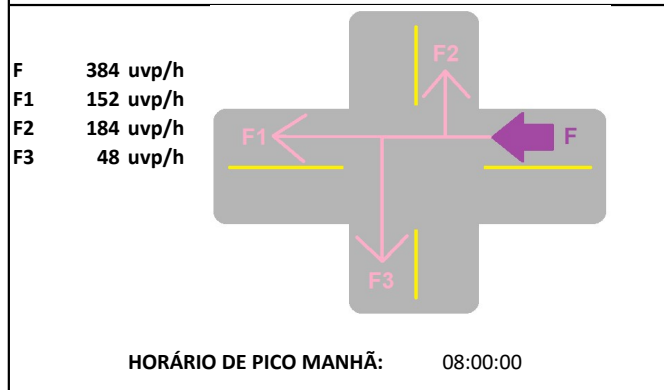 F 384 uvp/h
F1 152 uvp/h
F2 184 uvp/h
F3 48 uvp/h
F2
F1
F
F3
HORÁRIO DE PICO MANHÃ: 08:00:00